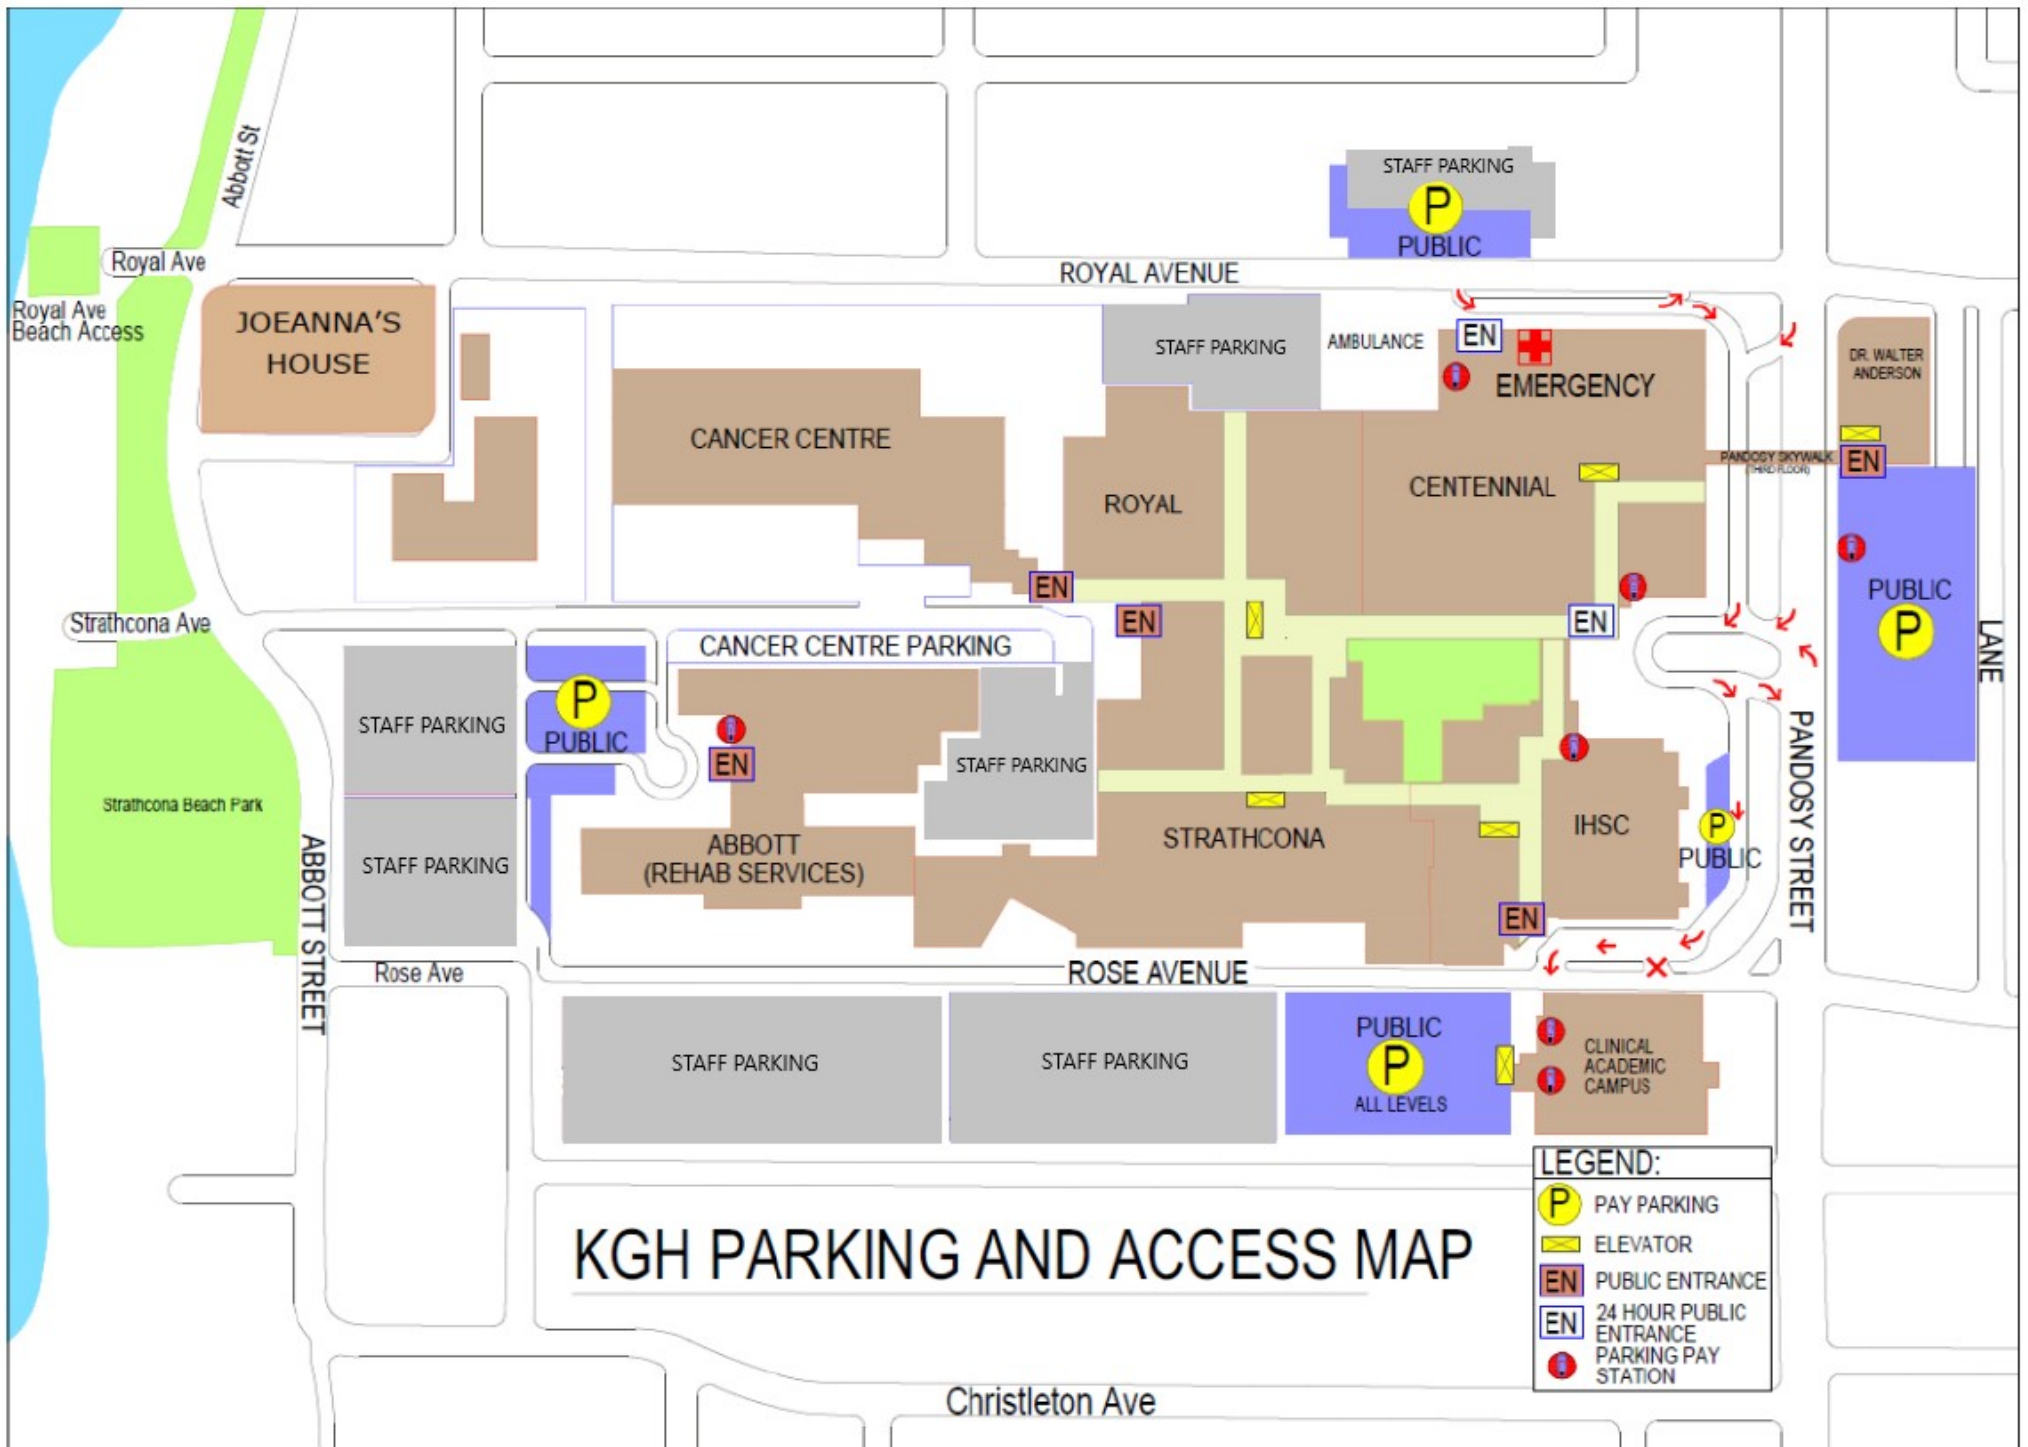 Abbott St
STAFF PARKING
P
PUBLIC
Royal Ave
ROYAL AVENUE
Royal Ave
Beach Access
JOEANNA'S
HOUSE
STAFF PARKING
AMBULANCE
EN
EMERGENCY
DR. WALTER
ANDERSON
CANCER CENTRE
ROYAL
CENTENNIAL
PANDOSY SKYWALK
(THIRD FLOOR)
EN
EN
EN
EN
PUBLIC
P
LANE
Strathcona Ave
CANCER CENTRE PARKING
STAFF PARKING
P
PUBLIC
EN
STAFF PARKING
PANDOSY STREET
Strathcona Beach Park
ABBOTT STREET
STAFF PARKING
ABBOTT
(REHAB SERVICES)
STRATHCONA
IHSC
P
PUBLIC
EN
Rose Ave
ROSE AVENUE
STAFF PARKING
STAFF PARKING
PUBLIC
P
ALL LEVELS
CLINICAL
ACADEMIC
CAMPUS
KGH PARKING AND ACCESS MAP
LEGEND:
P PAY PARKING
ELEVATOR
EN PUBLIC ENTRANCE
EN 24 HOUR PUBLIC
ENTRANCE
PARKING PAY
STATION
Christleton Ave